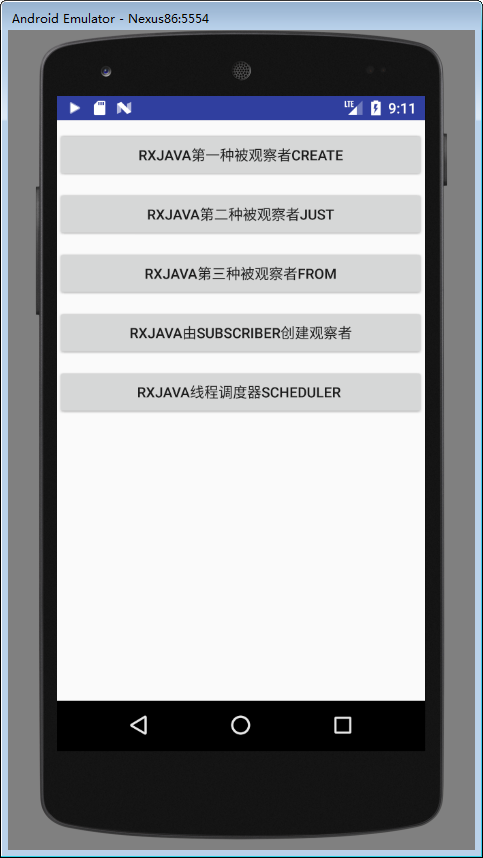 Android Emulator - Nexus86:5554
LTE 9:11
RXJAVA第一种被观察者CREATE
RXJAVA第二种被观察者JUST
RXJAVA第三种被观察者FROM
RXJAVA由SUBSCRIBER创建观察者
RXJAVA线程调度器SCHEDULER